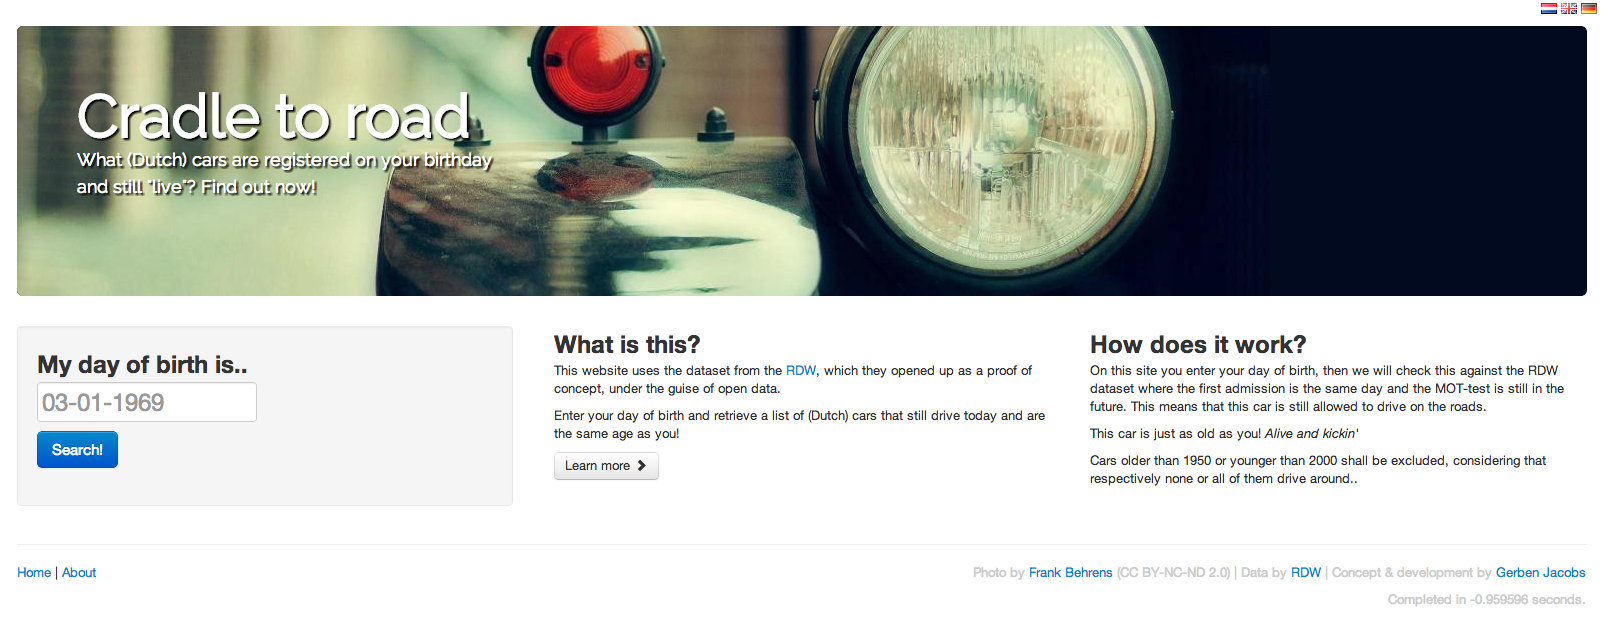 Cradle to road
What (Dutch) cars are registered on your birthday
and still "live"? Find out now!
My day of birth is..
03-01-1969
Search!
What is this?
This website uses the dataset from the RDW, which they opened up as a proof of
concept, under the guise of open data.
Enter your day of birth and retrieve a list of (Dutch) cars that still drive today and are
the same age as you!
Learn more
How does it work?
On this site you enter your day of birth, then we will check this against the RDW
dataset where the first admission is the same day and the MOT-test is still in the
future. This means that this car is still allowed to drive on the roads.
This car is just as old as you! Alive and kickin'
Cars older than 1950 or younger than 2000 shall be excluded, considering that
respectively none or all of them drive around..
Home | About
Photo by Frank Behrens (CC BY-NC-ND 2.0) | Data by RDW | Concept & development by Gerben Jacobs
Completed in -0.959596 seconds.